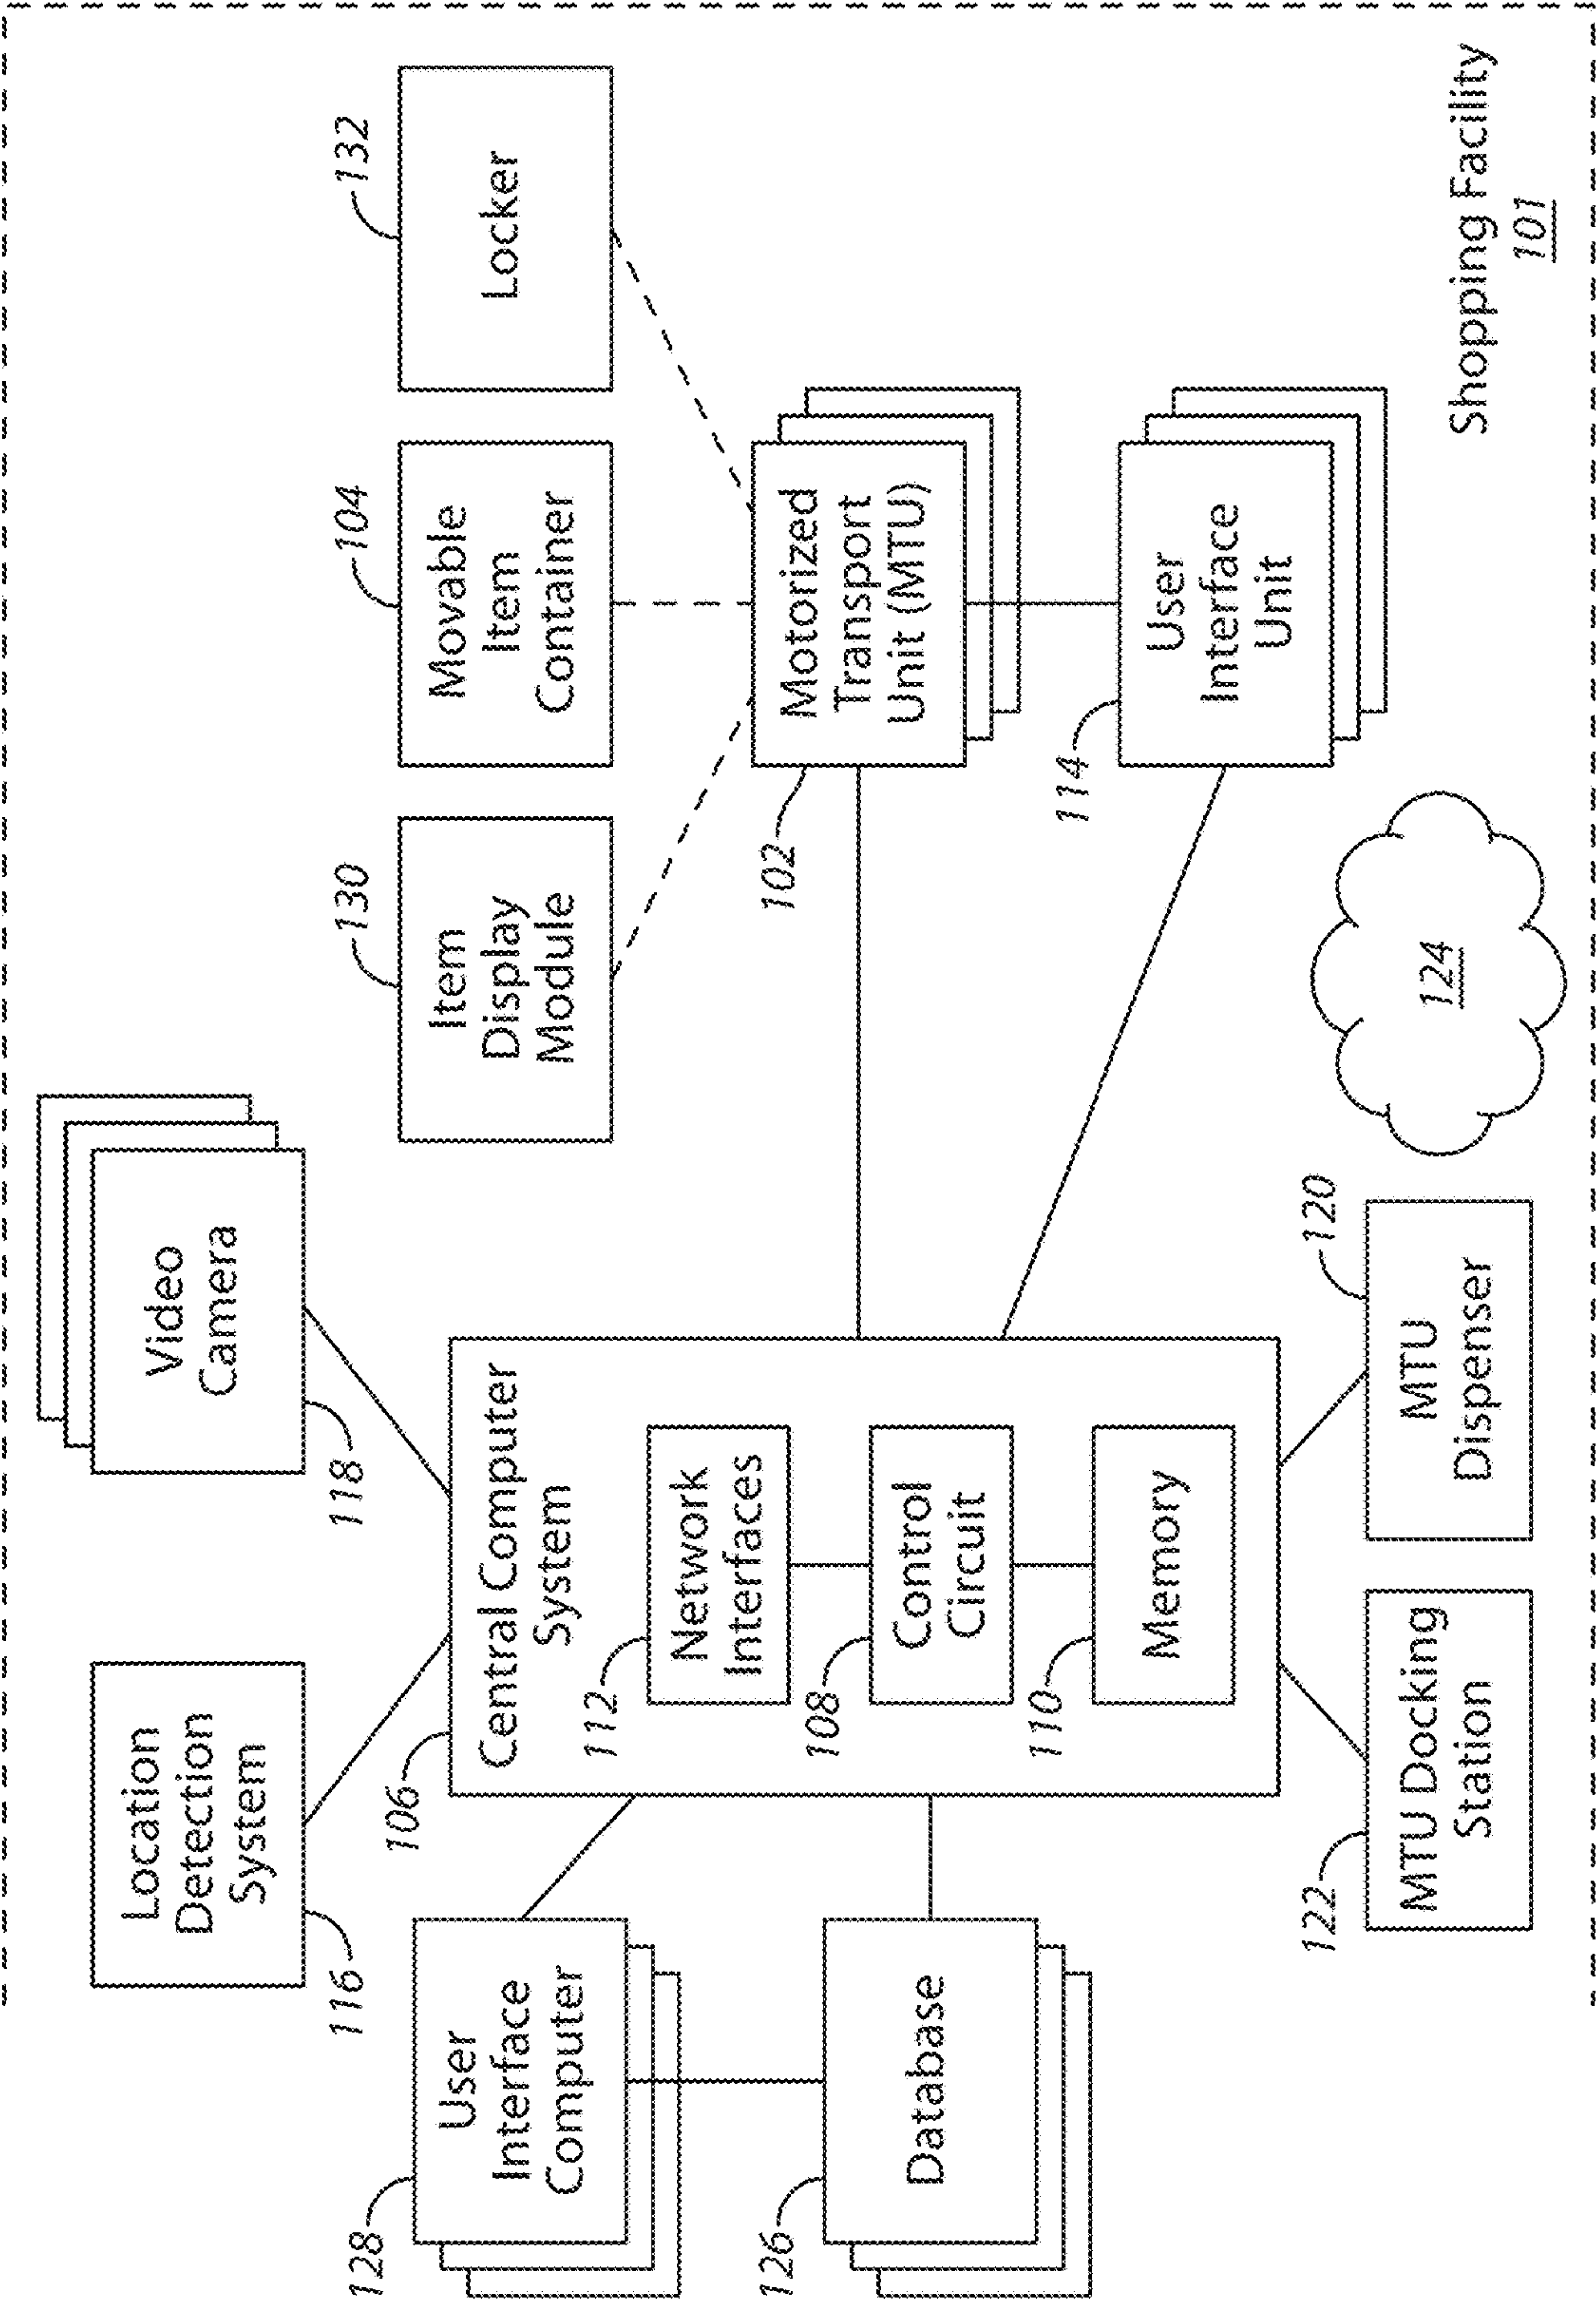 128
User
Interface
Computer
126
Database
116
Location
Detection
System
118
Video
Camera
106
Central Computer
System
112
Network
Interfaces
108
Control
Circuit
110
Memory
122
MTU Docking
Station
120
MTU
Dispenser
130
Item
Display
Module
104
Movable
Item
Container
132
Locker
102
Motorized
Transport
Unit (MTU)
114
User
Interface
Unit
124
Shopping Facility
101